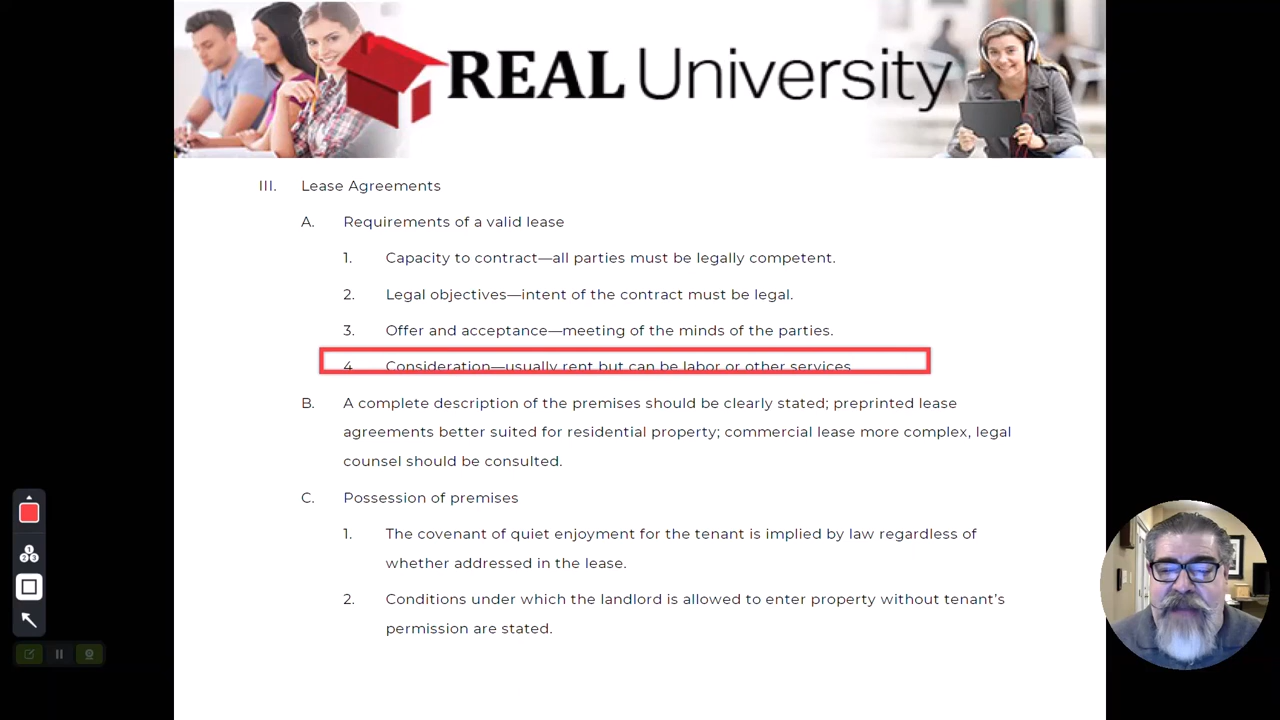 REAL University
III. Lease Agreements
A. Requirements of a valid lease
1. Capacity to contract—all parties must be legally competent.
2. Legal objectives—intent of the contract must be legal.
3. Offer and acceptance—meeting of the minds of the parties.
4. Consideration—usually rent but can be labor or other services.
B. A complete description of the premises should be clearly stated; preprinted lease
agreements better suited for residential property; commercial lease more complex, legal
counsel should be consulted.
C. Possession of premises
1. The covenant of quiet enjoyment for the tenant is implied by law regardless of
whether addressed in the lease.
2. Conditions under which the landlord is allowed to enter property without tenant’s
permission are stated.